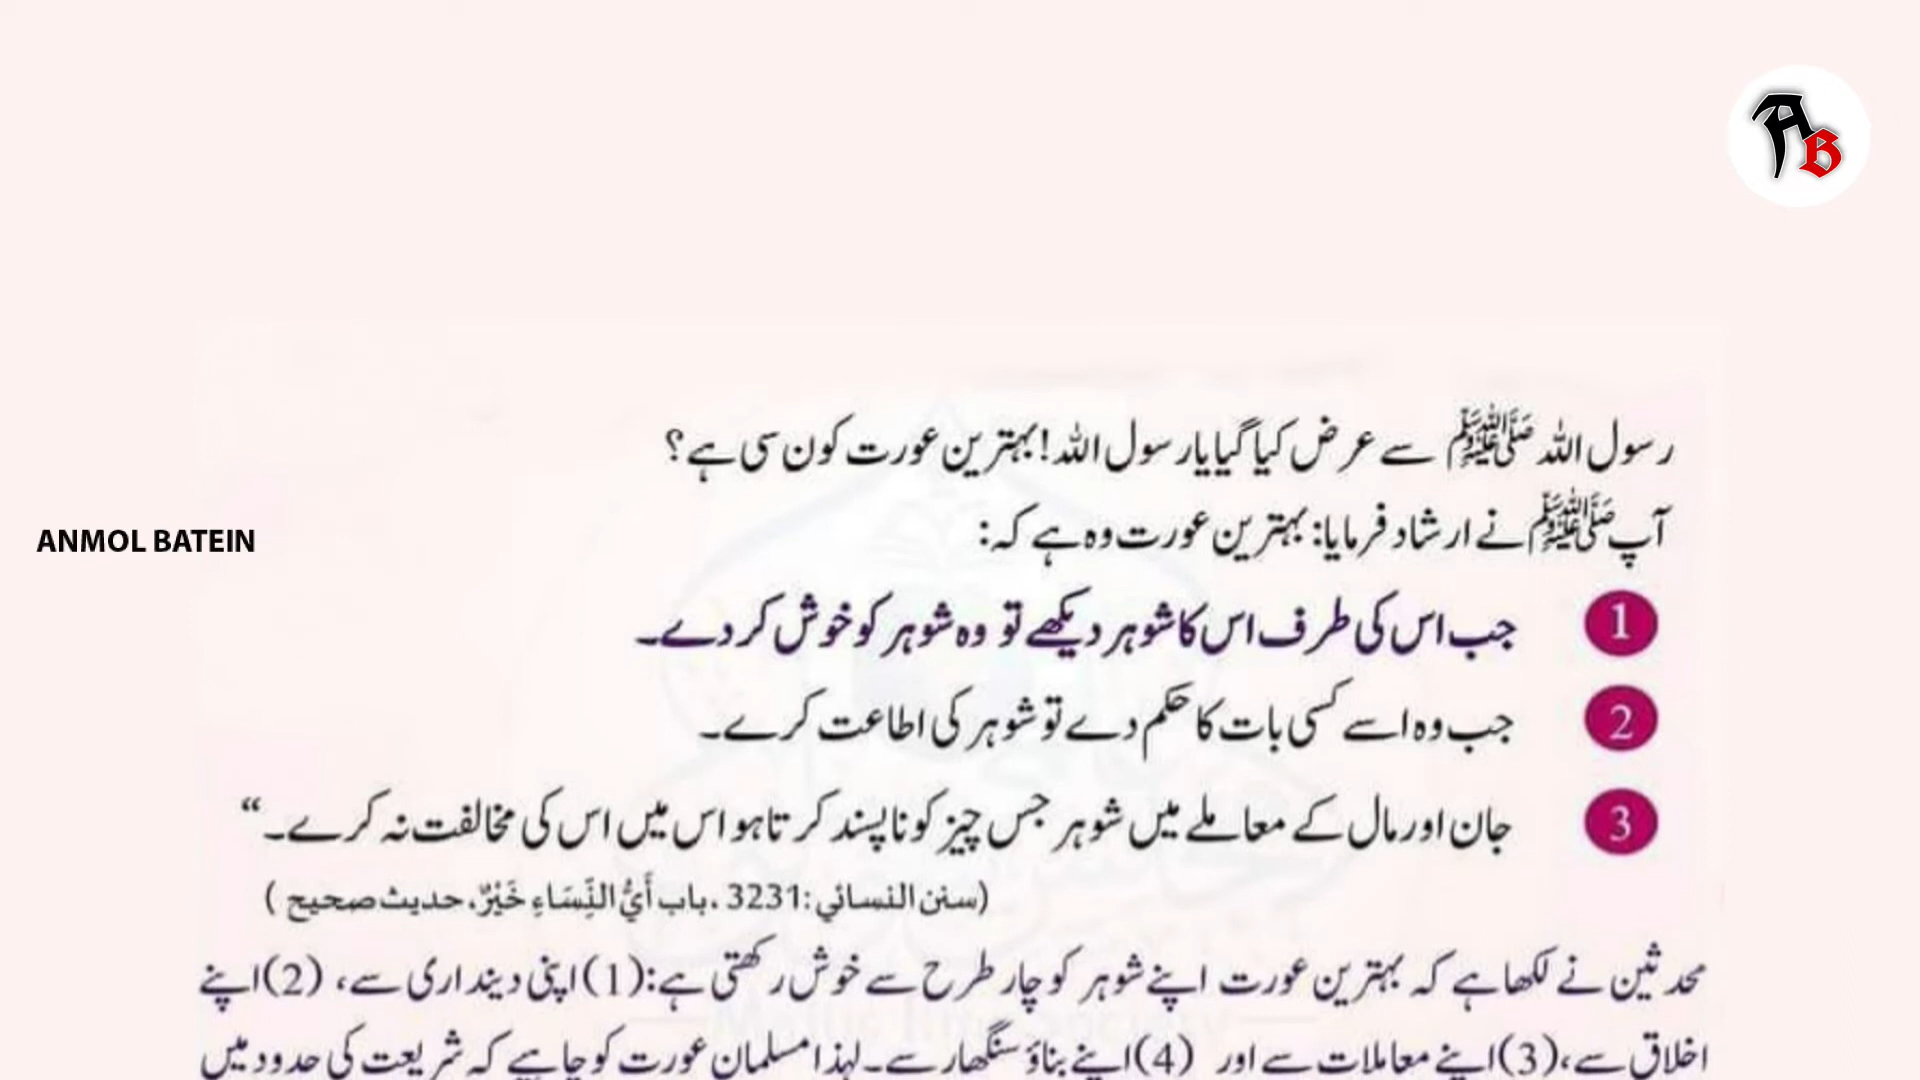 AB
رسول اللہ ﷺ سے عرض کیا گیا یا رسول اللہ! بہترین عورت کون سی ہے؟
آپ ﷺ نے ارشاد فرمایا: بہترین عورت وہ ہے کہ:
ANMOL BATEIN
1 جب اس کی طرف اس کا شوہر دیکھے تو وہ شوہر کو خوش کر دے۔
2 جب وہ اسے کسی بات کا حکم دے تو شوہر کی اطاعت کرے۔
3 جان اور مال کے معاملے میں شوہر جس چیز کو ناپسند کرتا ہو اس میں اس کی مخالفت نہ کرے۔“
(سنن النسائي: 3231، باب أَيُّ النِّسَاءِ خَيْرٌ، حديث صحيح)
محدثین نے لکھا ہے کہ بہترین عورت اپنے شوہر کو چار طرح سے خوش رکھتی ہے: (1) اپنی دینداری سے، (2) اپنے
اخلاق سے، (3) اپنے معاملات سے اور (4) اپنے بناؤ سنگھار سے۔ لہذا مسلمان عورت کو چاہیے کہ شریعت کی حدود میں